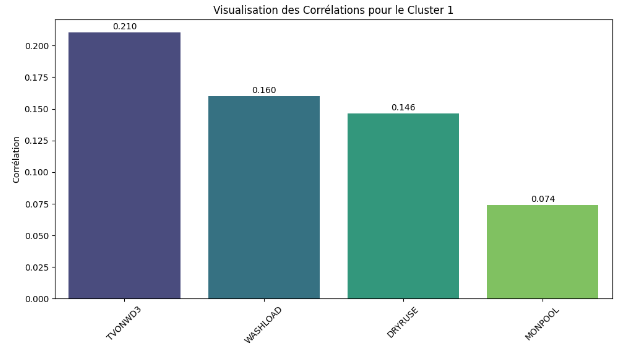 Visualisation des Corrélations pour le Cluster 1
0.210
0.200
0.175
0.160
0.150
0.146
0.125
0.100
0.075
0.074
0.050
0.025
0.000
Corrélation
TVONWD3
WASHLOAD
DRYRUSE
MONPOOL